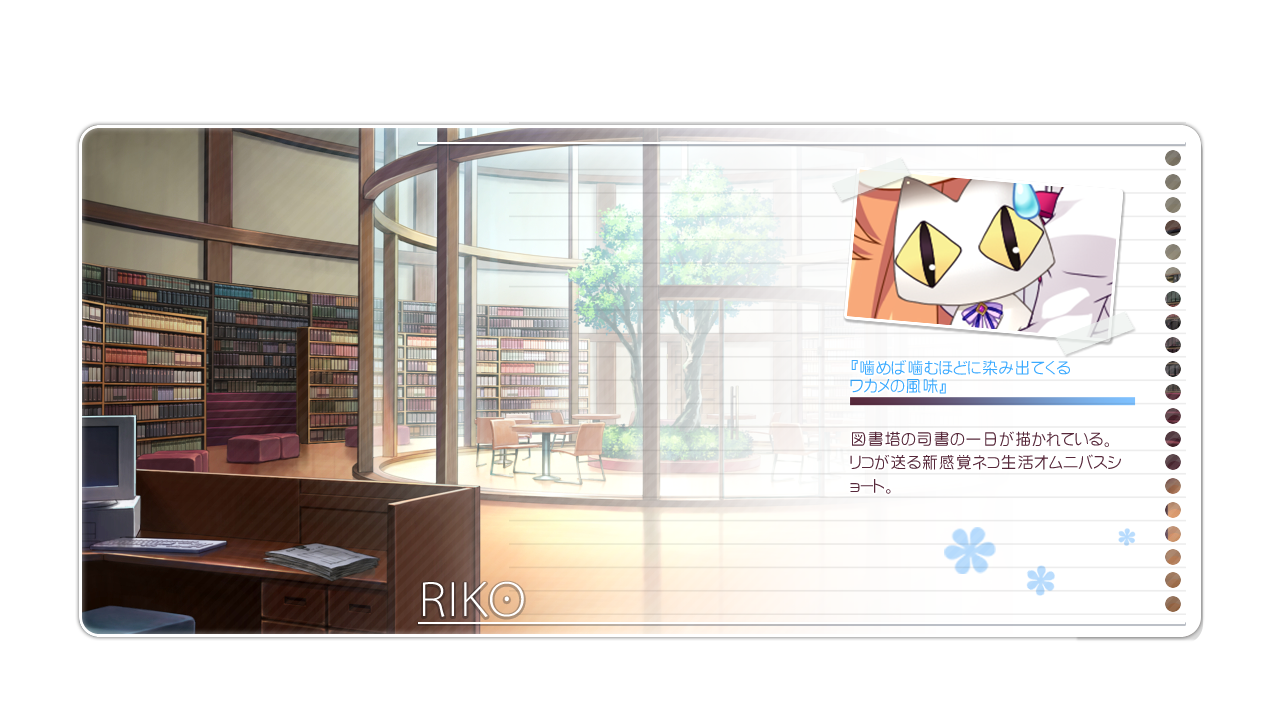 『噛めば噛むほどに染み出てくる
ワカメの風味』
図書塔の司書の一日が描かれている。
リコが送る新感覚ネコ生活オムニバスシ
ョート。
RIKO